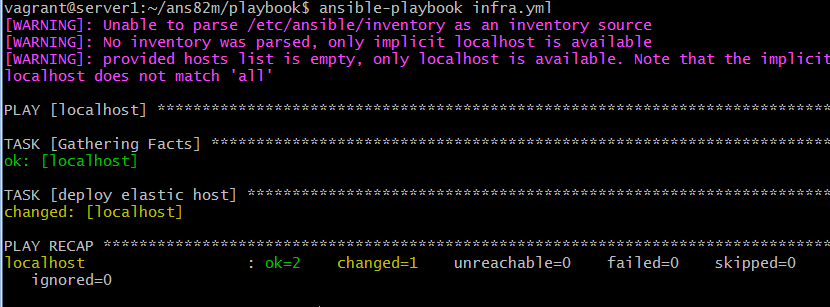 vagrant@server1:~/ans82m/playbook$ ansible-playbook infra.yml
[WARNING]: Unable to parse /etc/ansible/inventory as an inventory source
[WARNING]: No inventory was parsed, only implicit localhost is available
[WARNING]: provided hosts list is empty, only localhost is available. Note that the implicit
localhost does not match 'all'
PLAY [localhost] ***************************************************************************
TASK [Gathering Facts] *********************************************************************
ok: [localhost]
TASK [deploy elastic host] *****************************************************************
changed: [localhost]
PLAY RECAP *********************************************************************************
localhost                  : ok=2    changed=1    unreachable=0    failed=0    skipped=0
ignored=0